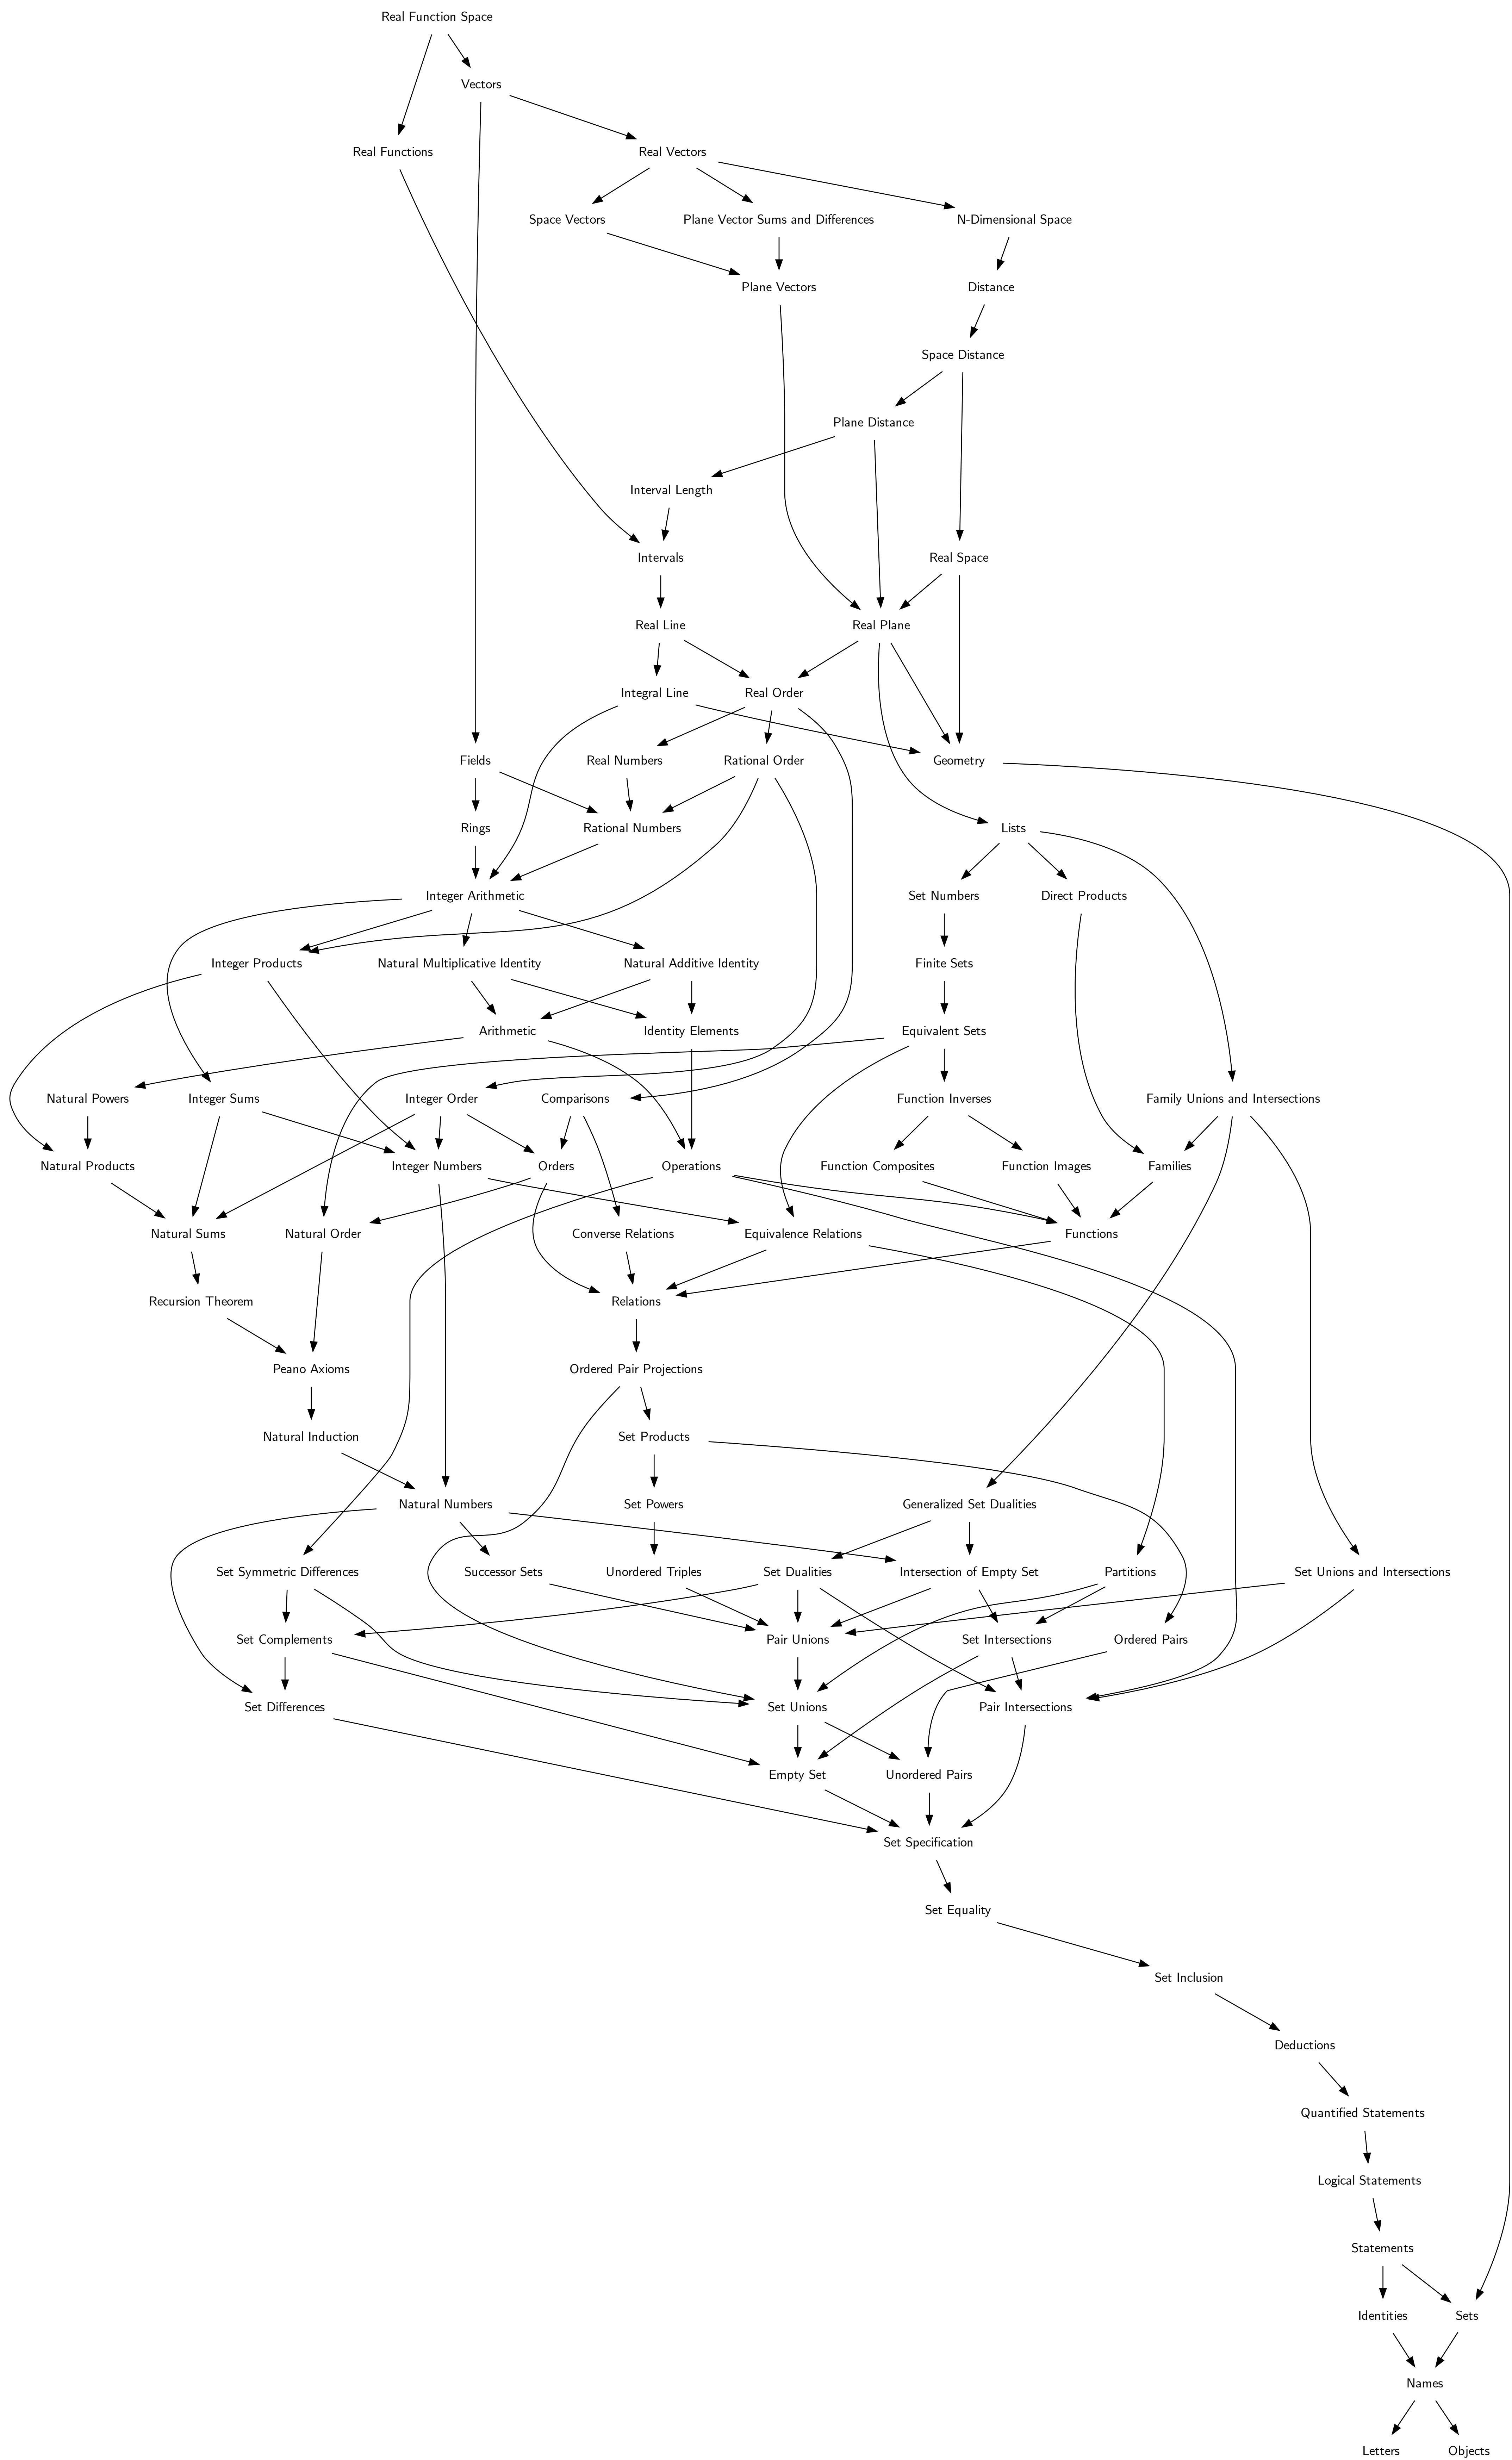 Real Function Space
Vectors
Real Functions
Real Vectors
Space Vectors
Plane Vector Sums and Differences
N-Dimensional Space
Plane Vectors
Distance
Space Distance
Plane Distance
Interval Length
Intervals
Real Space
Real Line
Real Plane
Integral Line
Real Order
Fields
Real Numbers
Rational Order
Geometry
Rings
Rational Numbers
Lists
Integer Arithmetic
Set Numbers
Direct Products
Integer Products
Natural Multiplicative Identity
Natural Additive Identity
Finite Sets
Arithmetic
Identity Elements
Equivalent Sets
Natural Powers
Integer Sums
Integer Order
Comparisons
Function Inverses
Family Unions and Intersections
Natural Products
Integer Numbers
Orders
Operations
Function Composites
Function Images
Families
Natural Sums
Natural Order
Converse Relations
Equivalence Relations
Functions
Recursion Theorem
Relations
Peano Axioms
Ordered Pair Projections
Natural Induction
Set Products
Natural Numbers
Set Powers
Generalized Set Dualities
Set Symmetric Differences
Successor Sets
Unordered Triples
Set Dualities
Intersection of Empty Set
Partitions
Set Unions and Intersections
Set Complements
Pair Unions
Set Intersections
Ordered Pairs
Set Differences
Set Unions
Pair Intersections
Empty Set
Unordered Pairs
Set Specification
Set Equality
Set Inclusion
Deductions
Quantified Statements
Logical Statements
Statements
Identities
Sets
Names
Letters
Objects